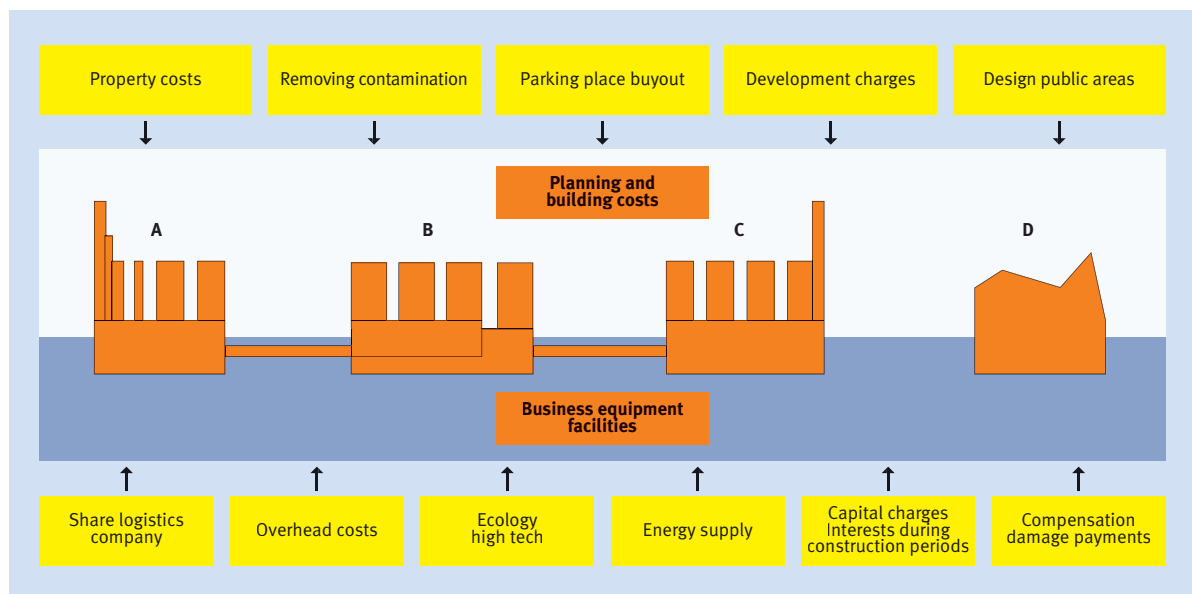 Property costs
Removing contamination
Parking place buyout
Development charges
Design public areas
Planning and
building costs
A
B
C
D
Business equipment
facilities
Share logistics
company
Overhead costs
Ecology
high tech
Energy supply
Capital charges
Interests during
construction periods
Compensation
damage payments